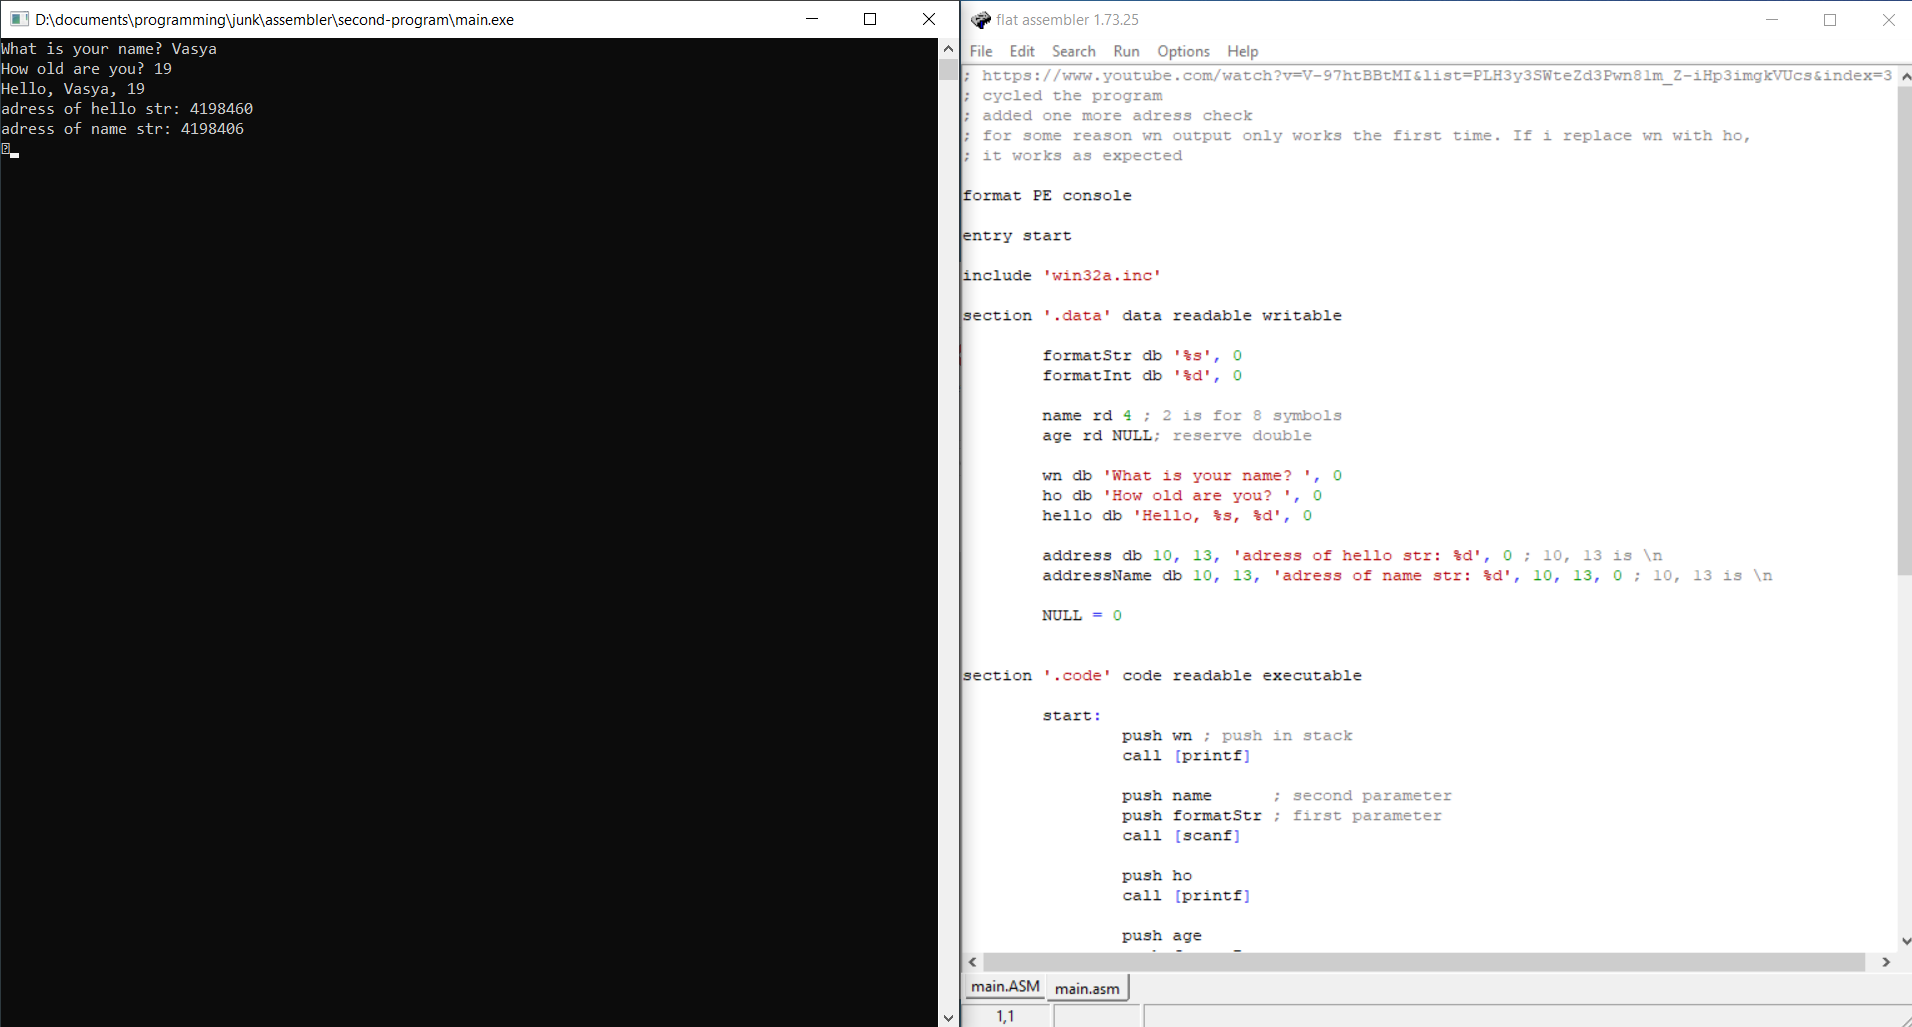 D:\documents\programming\junk\assembler\second-program\main.exe
What is your name? Vasya
How old are you? 19
Hello, Vasya, 19
adress of hello str: 4198460
adress of name str: 4198406
flat assembler 1.73.25
File Edit Search Run Options Help
; https://www.youtube.com/watch?v=V-97htBBtMI&list=PLH3y3SWteZd3Pwn8lm_Z-iHp3imgkVUcs&index=3
; cycled the program
; added one more adress check
; for some reason wn output only works the first time. If i replace wn with ho,
; it works as expected
format PE console
entry start
include 'win32a.inc'
section '.data' data readable writable
formatStr db '%s', 0
formatInt db '%d', 0
name rd 4 ; 2 is for 8 symbols
age rd NULL; reserve double
wn db 'What is your name? ', 0
ho db 'How old are you? ', 0
hello db 'Hello, %s, %d', 0
address db 10, 13, 'adress of hello str: %d', 0 ; 10, 13 is \n
addressName db 10, 13, 'adress of name str: %d', 10, 13, 0 ; 10, 13 is \n
NULL = 0
section '.code' code readable executable
start:
push wn ; push in stack
call [printf]
push name ; second parameter
push formatStr ; first parameter
call [scanf]
push ho
call [printf]
push age
main.ASM main.asm
1,1